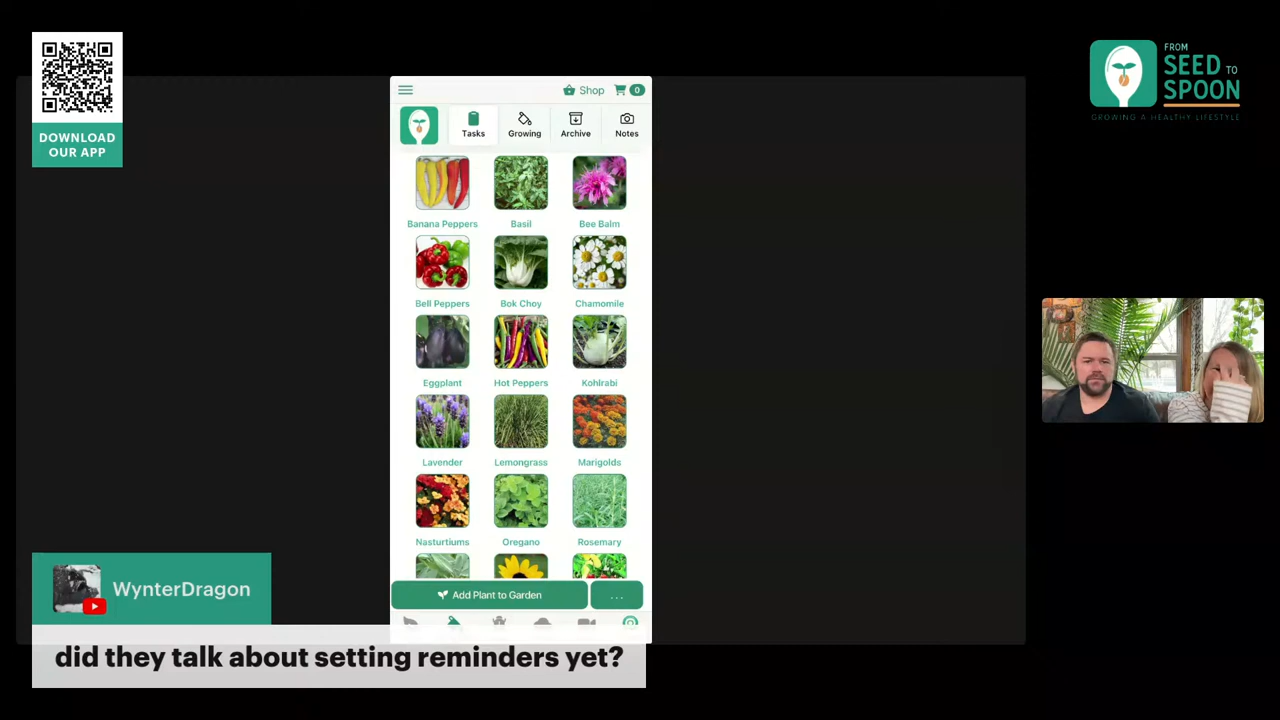 DOWNLOAD
OUR APP
FROM
SEED TO
SPOON
GROWING A HEALTHY LIFESTYLE
Shop 0
Tasks Growing Archive Notes
Banana Peppers Basil Bee Balm
Bell Peppers Bok Choy Chamomile
Eggplant Hot Peppers Kohlrabi
Lavender Lemongrass Marigolds
Nasturtiums Oregano Rosemary
Add Plant to Garden ...
WynterDragon
did they talk about setting reminders yet?